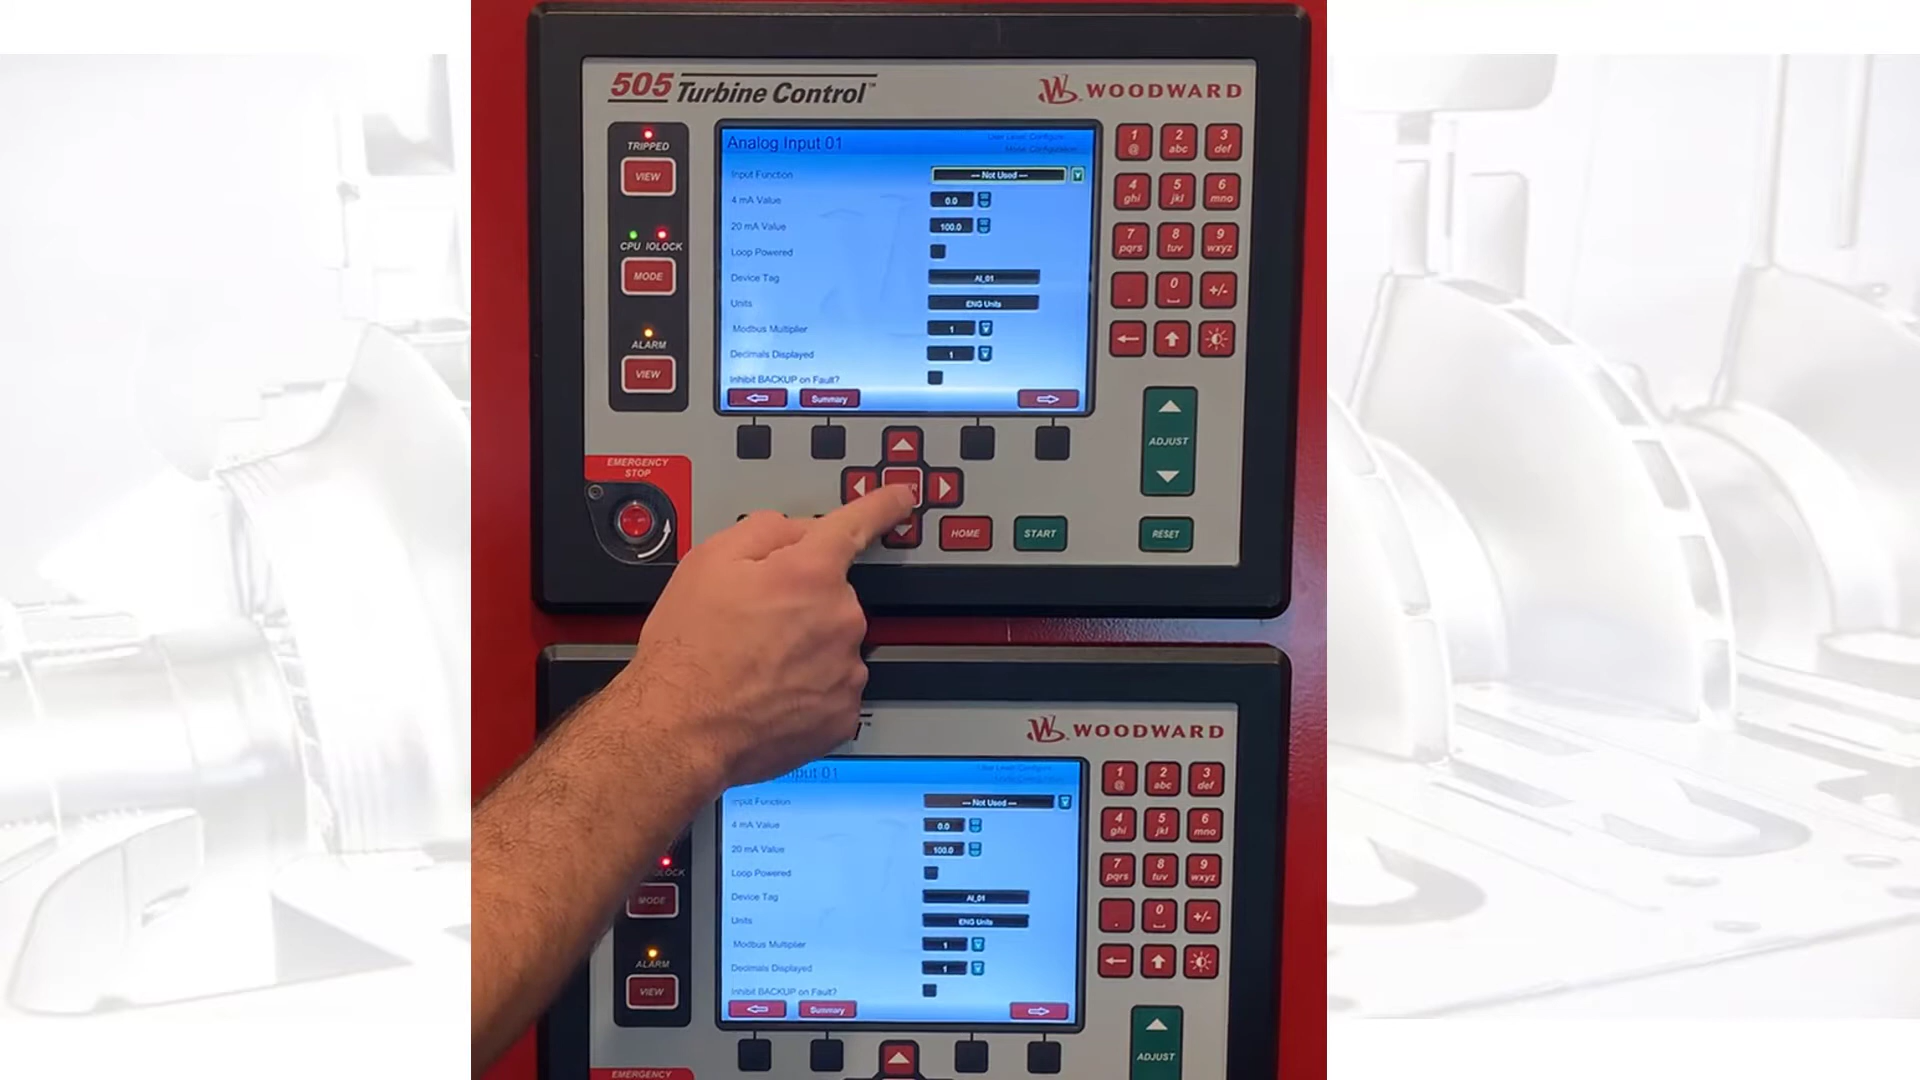 505 Turbine Control™
WOODWARD
TRIPPED
VIEW
CPU IOLOCK
MODE
ALARM
VIEW
EMERGENCY
STOP
Analog Input 01
User Level: Configure
Mode: Configuration
Input Function
--- Not Used ---
4 mA Value
0.0
20 mA Value
100.0
Loop Powered
Device Tag
AI_01
Units
ENG Units
Modbus Multiplier
1
Decimals Displayed
1
Inhibit BACKUP on Fault?
Summary
1 @
2 abc
3 def
4 ghi
5 jkl
6 mno
7 pqrs
8 tuv
9 wxyz
.
0
+/-
ADJUST
HOME
START
RESET
WOODWARD
MODE
ALARM
VIEW
EMERGENCY
Input 01
Input Function
--- Not Used ---
4 mA Value
0.0
20 mA Value
100.0
Loop Powered
Device Tag
AI_01
Units
ENG Units
Modbus Multiplier
1
Decimals Displayed
1
Inhibit BACKUP on Fault?
Summary
1 @
2 abc
3 def
4 ghi
5 jkl
6 mno
7 pqrs
8 tuv
9 wxyz
.
0
+/-
ADJUST